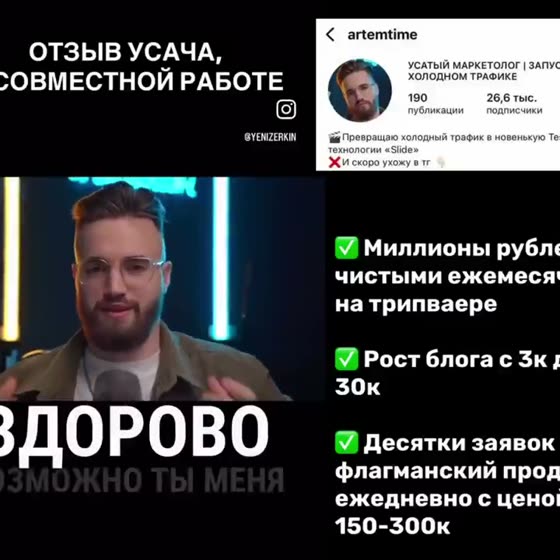 ОТЗЫВ УСАЧА,
СОВМЕСТНОЙ РАБОТЕ
@YENIZERKIN
artemtime
УСАТЫЙ МАРКЕТОЛОГ | ЗАПУС
ХОЛОДНОМ ТРАФИКЕ
190
26,6 тыс.
публикации
подписчики
🎬Превращаю холодный трафик в новенькую Tes
технологии «Slide»
❌И скоро ухожу в тг 👇🏻
✅ Миллионы рубле
чистыми ежемесяч
на трипваере
✅ Рост блога с 3к д
30к
✅ Десятки заявок
флагманский прод
ежедневно с ценой
150-300к
ЗДОРОВО
ОЗМОЖНО ТЫ МЕНЯ